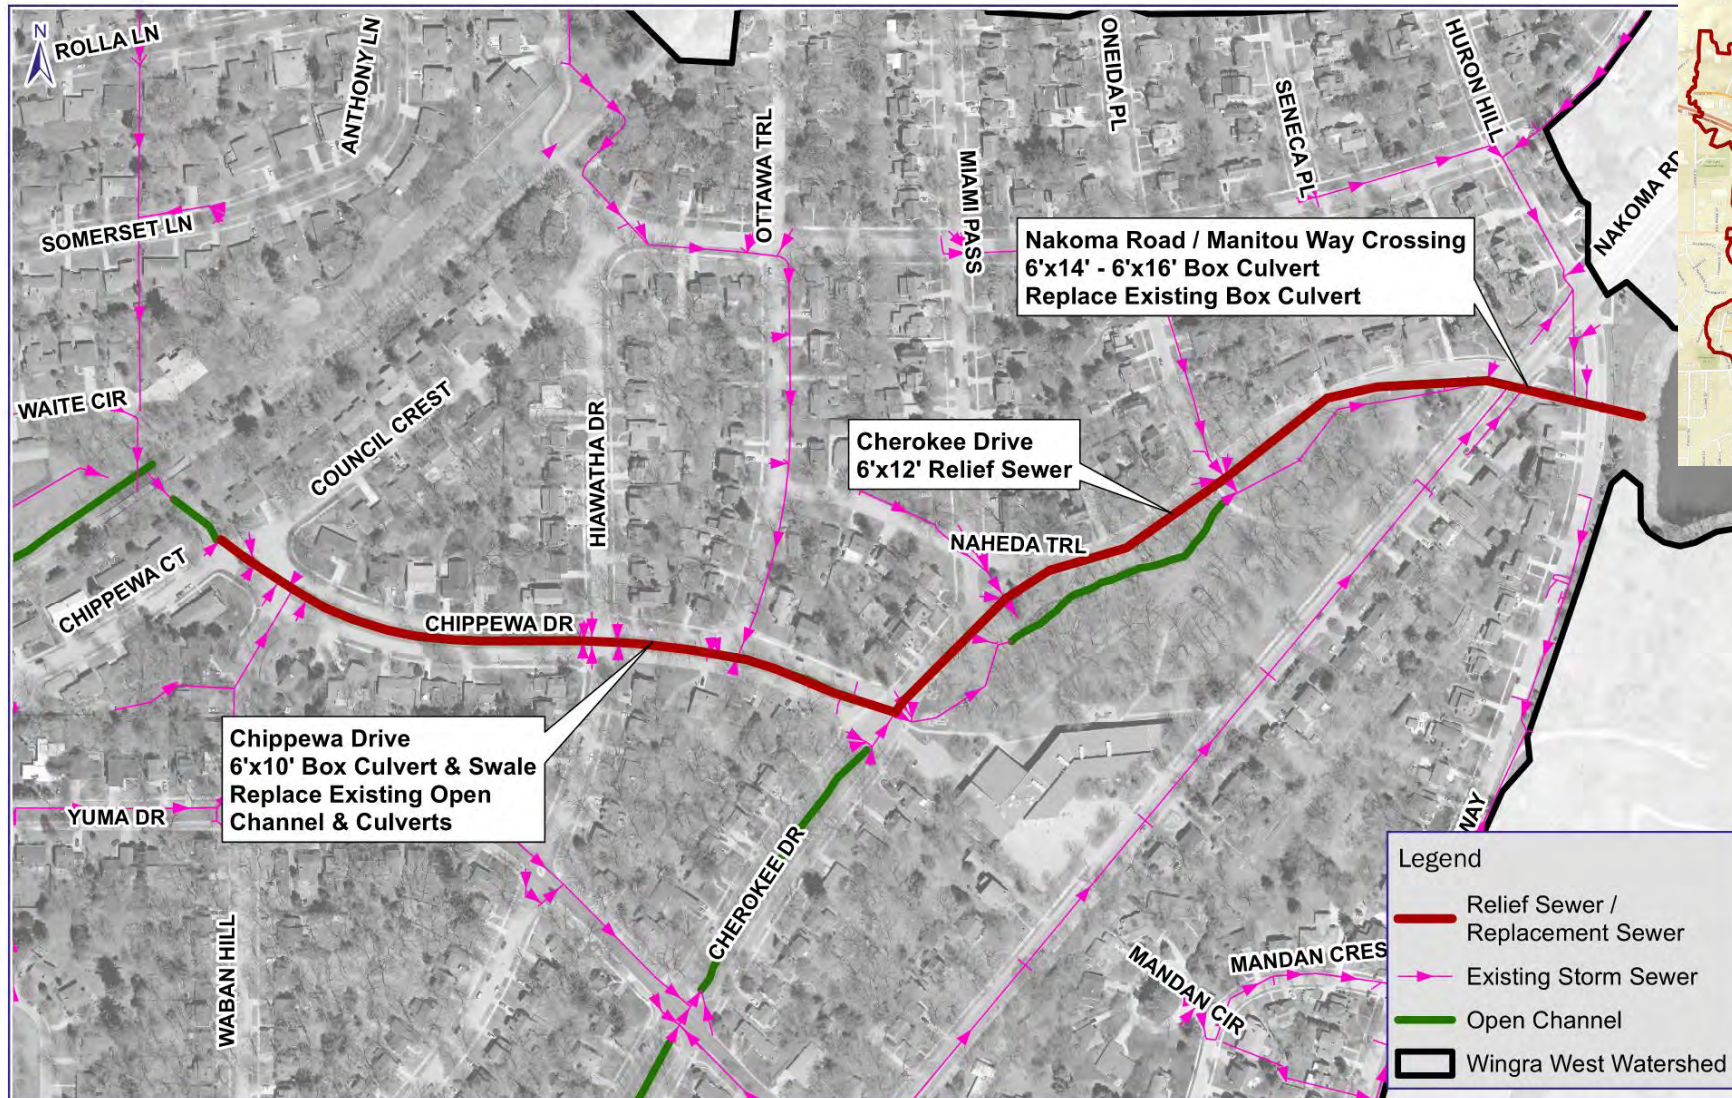 N
ROLLA LN
ANTHONY LN
ONEIDA PL
HURON HILL
SENECA PL
OTTAWA TRL
MIAMI PASS
NAKOMA RD
SOMERSET LN
Nakoma Road / Manitou Way Crossing
6'x14' - 6'x16' Box Culvert
Replace Existing Box Culvert
WAITE CIR
COUNCIL CREST
HIAWATHA DR
Cherokee Drive
6'x12' Relief Sewer
NAHEDA TRL
CHIPPEWA CT
CHIPPEWA DR
Chippewa Drive
6'x10' Box Culvert & Swale
Replace Existing Open
Channel & Culverts
YUMA DR
CHEROKEE DR
WAY
WABAN HILL
MANDAN CIR
MANDAN CRES
Legend
Relief Sewer /
Replacement Sewer
Existing Storm Sewer
Open Channel
Wingra West Watershed